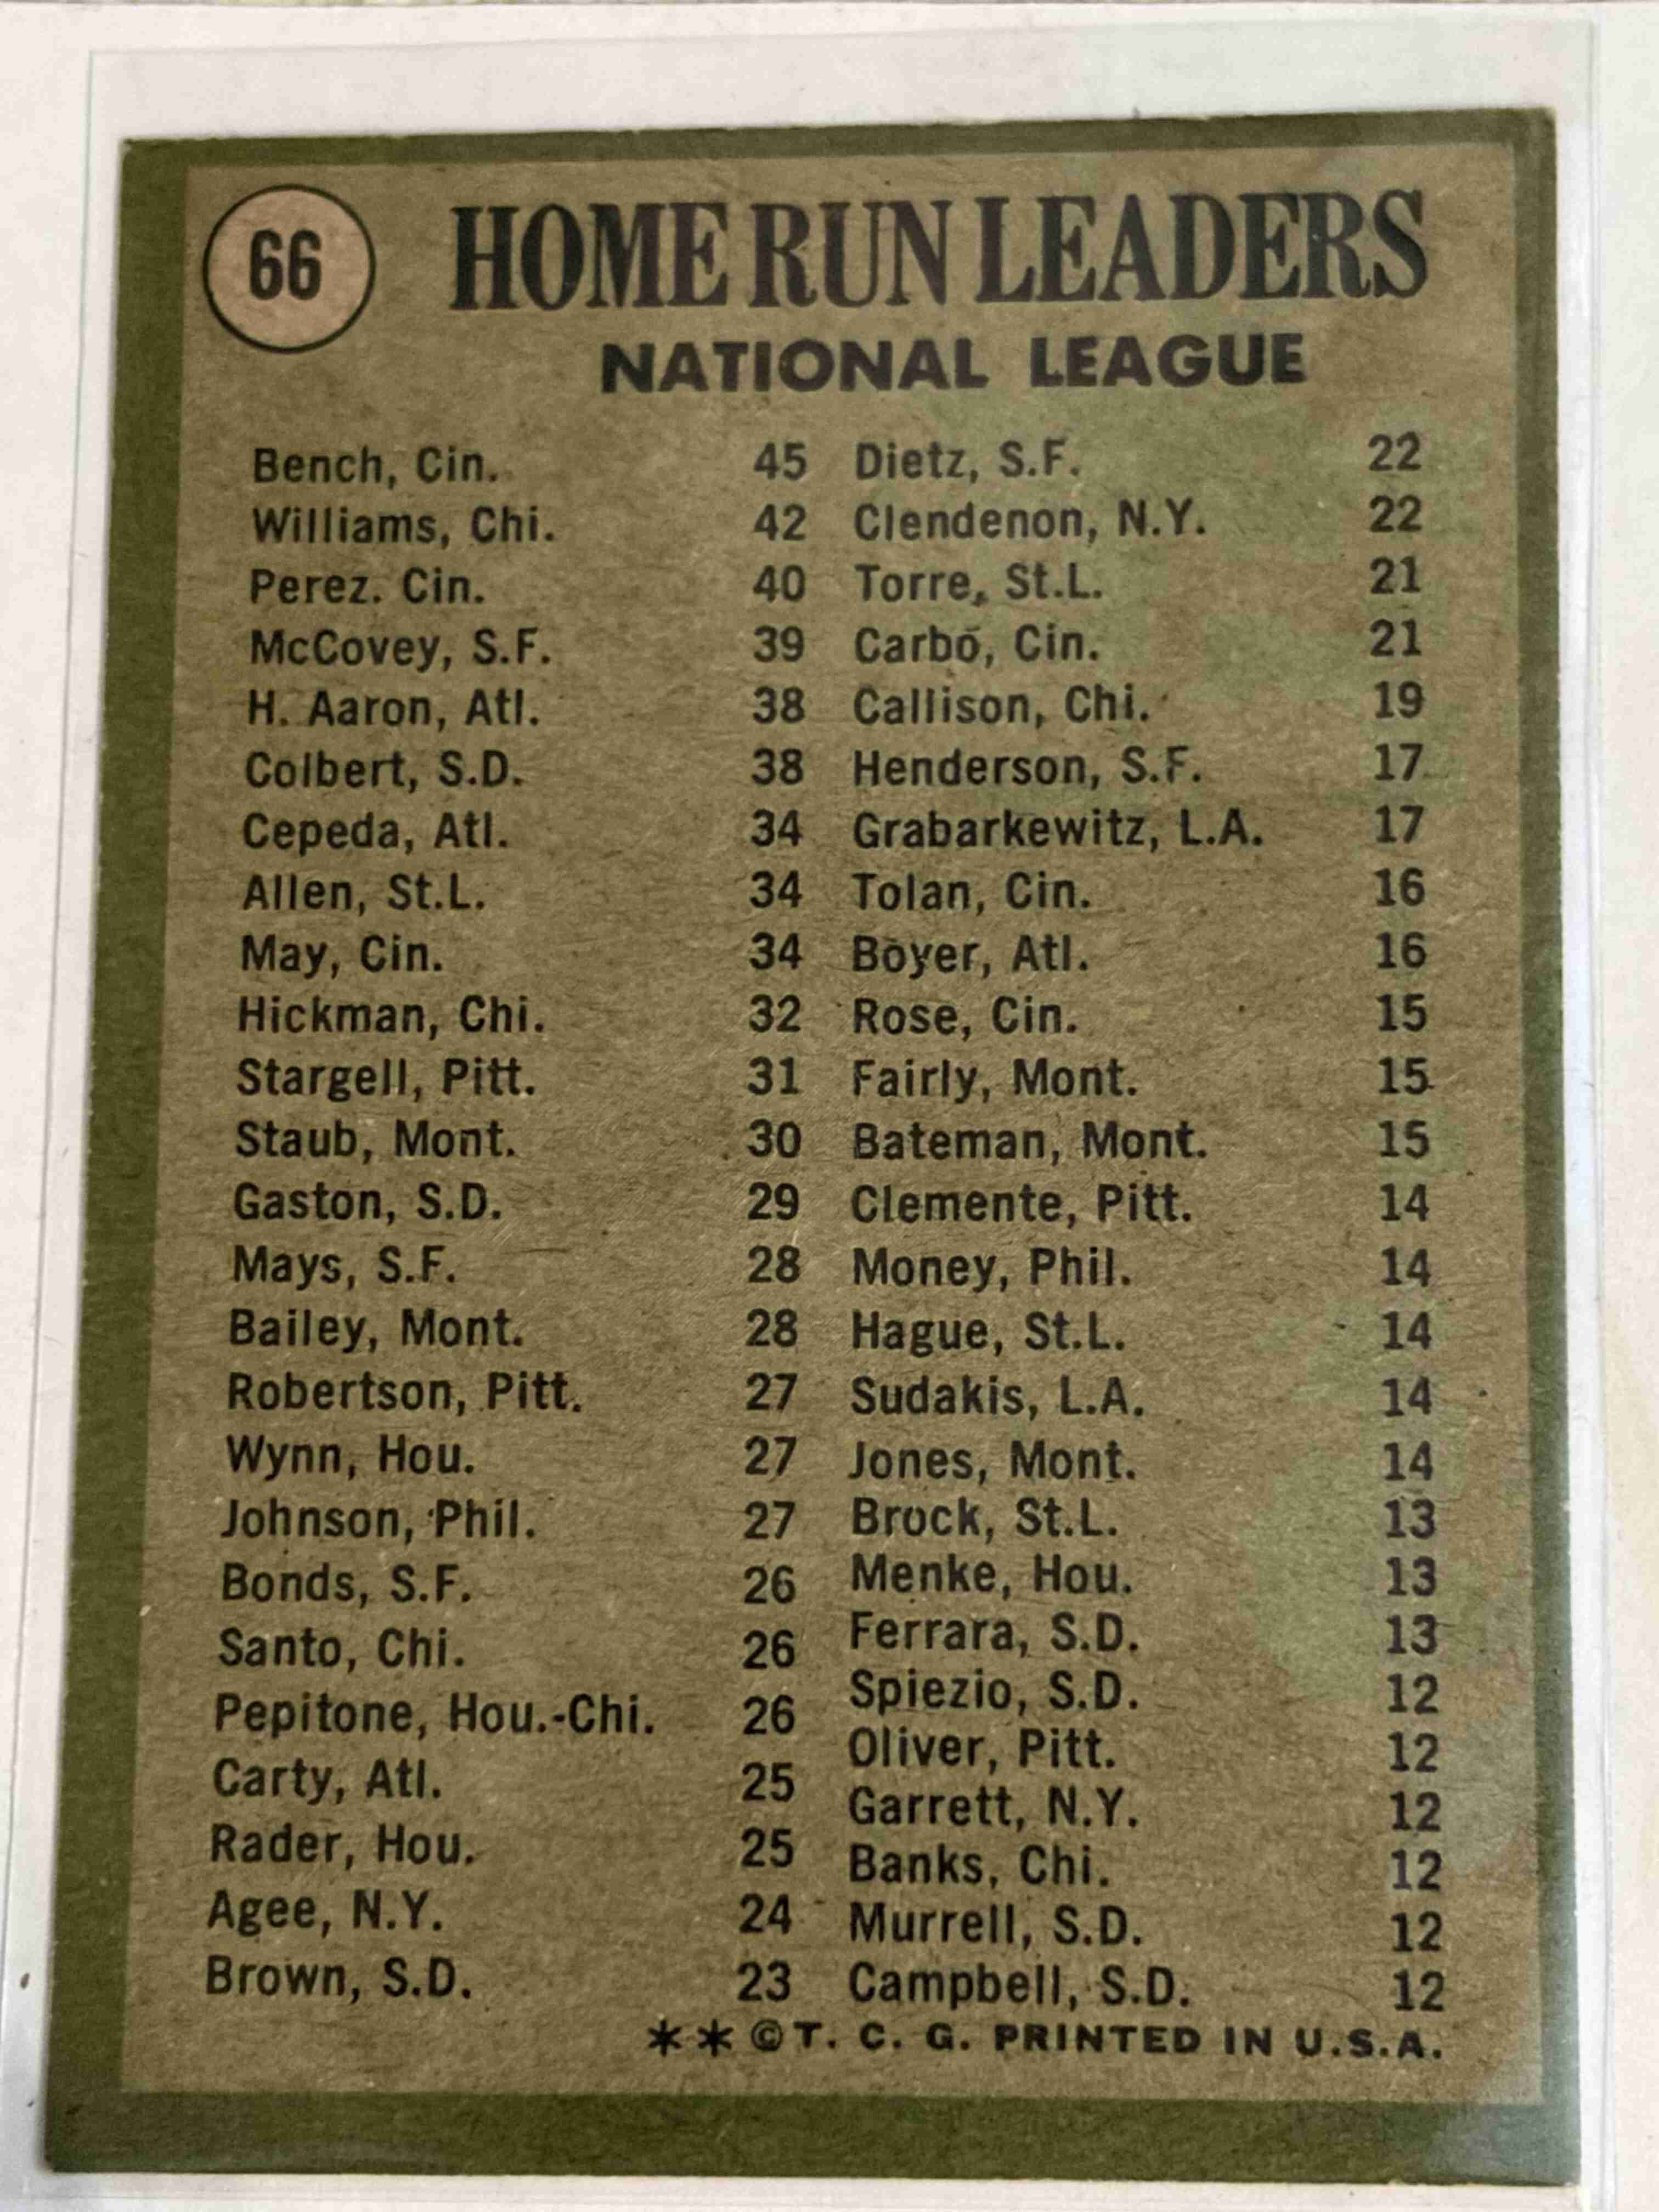 66
HOME RUN LEADERS
NATIONAL LEAGUE
Bench, Cin. 45
Williams, Chi. 42
Perez. Cin. 40
McCovey, S.F. 39
H. Aaron, Atl. 38
Colbert, S.D. 38
Cepeda, Atl. 34
Allen, St.L. 34
May, Cin. 34
Hickman, Chi. 32
Stargell, Pitt. 31
Staub, Mont. 30
Gaston, S.D. 29
Mays, S.F. 28
Bailey, Mont. 28
Robertson, Pitt. 27
Wynn, Hou. 27
Johnson, Phil. 27
Bonds, S.F. 26
Santo, Chi. 26
Pepitone, Hou.-Chi. 26
Carty, Atl. 25
Rader, Hou. 25
Agee, N.Y. 24
Brown, S.D. 23
Dietz, S.F. 22
Clendenon, N.Y. 22
Torre, St.L. 21
Carbo, Cin. 21
Callison, Chi. 19
Henderson, S.F. 17
Grabarkewitz, L.A. 17
Tolan, Cin. 16
Boyer, Atl. 16
Rose, Cin. 15
Fairly, Mont. 15
Bateman, Mont. 15
Clemente, Pitt. 14
Money, Phil. 14
Hague, St.L. 14
Sudakis, L.A. 14
Jones, Mont. 14
Brock, St.L. 13
Menke, Hou. 13
Ferrara, S.D. 13
Spiezio, S.D. 12
Oliver, Pitt. 12
Garrett, N.Y. 12
Banks, Chi. 12
Murrell, S.D. 12
Campbell, S.D. 12
**©T. C. G. PRINTED IN U.S.A.